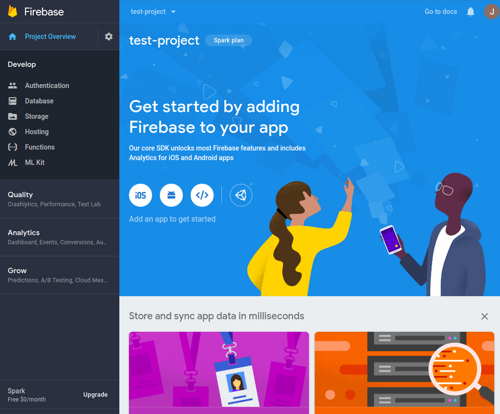 Firebase
test-project
Go to docs
J
Project Overview
test-project
Spark plan
Develop
Authentication
Database
Storage
Hosting
Functions
ML Kit
Get started by adding
Firebase to your app
Our core SDK unlocks most Firebase features and includes
Analytics for iOS and Android apps
iOS
</>
Add an app to get started
Quality
Crashlytics, Performance, Test Lab
Analytics
Dashboard, Events, Conversions, Au...
Grow
Predictions, A/B Testing, Cloud Mes...
Store and sync app data in milliseconds
Spark
Free $0/month
Upgrade